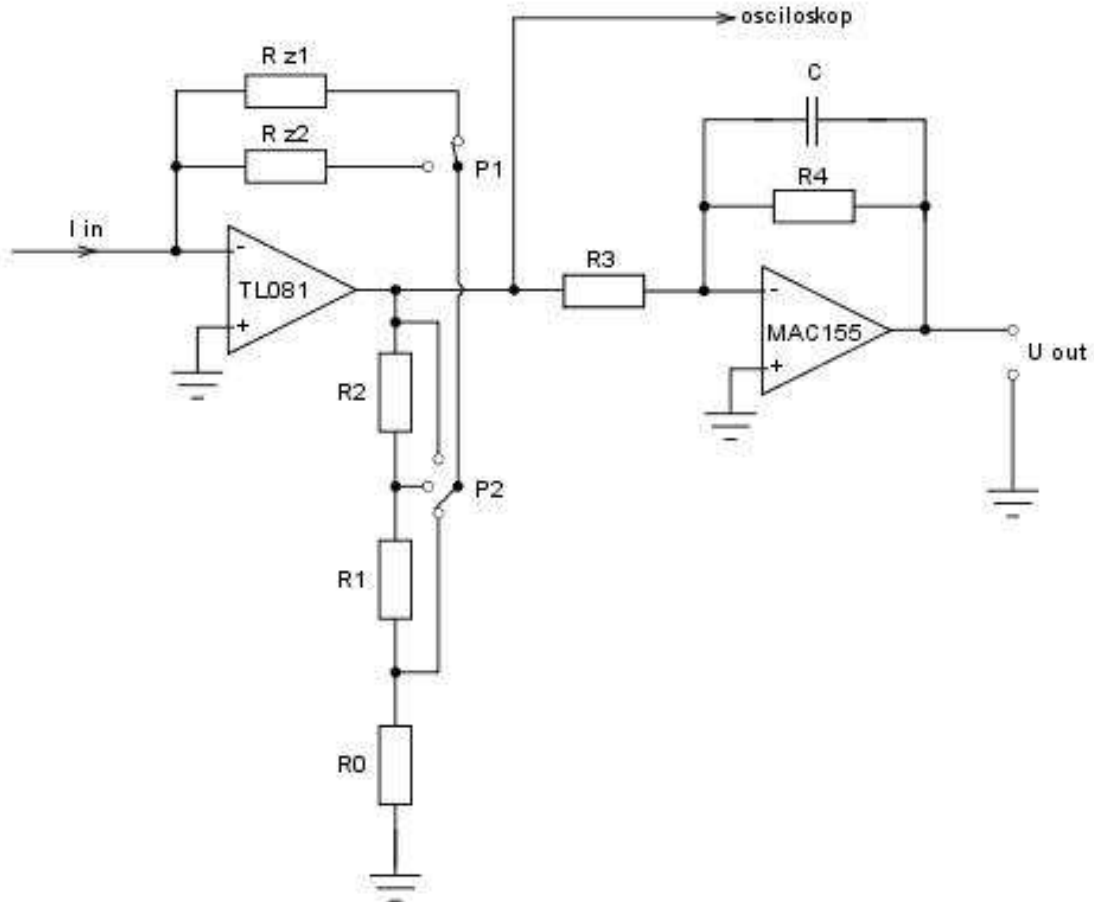 osciloskop
R z1
C
R z2
P1
R4
I in
-
TL081
+
R3
-
MAC155
+
U out
R2
P2
R1
R0